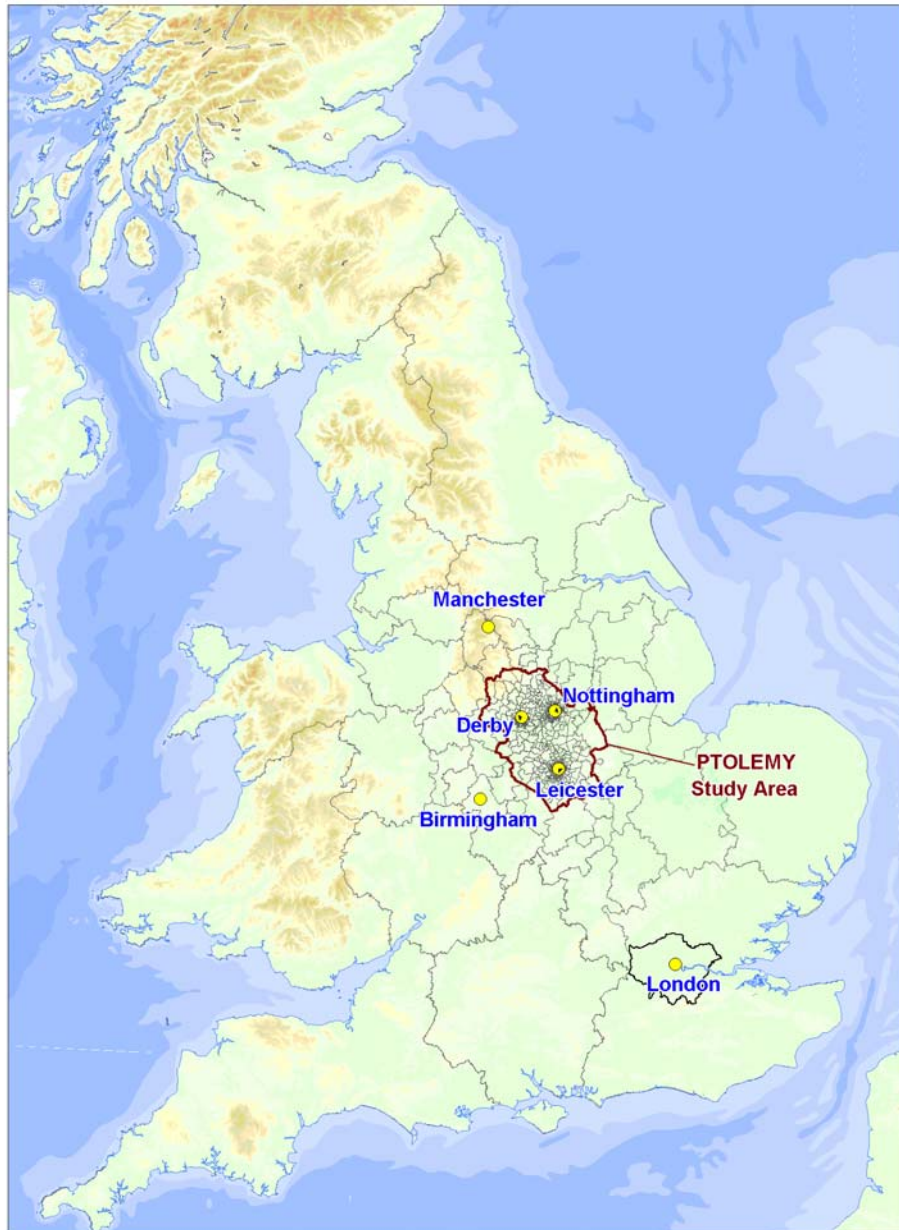 Manchester
Nottingham
Derby
PTOLEMY
Study Area
Leicester
Birmingham
London